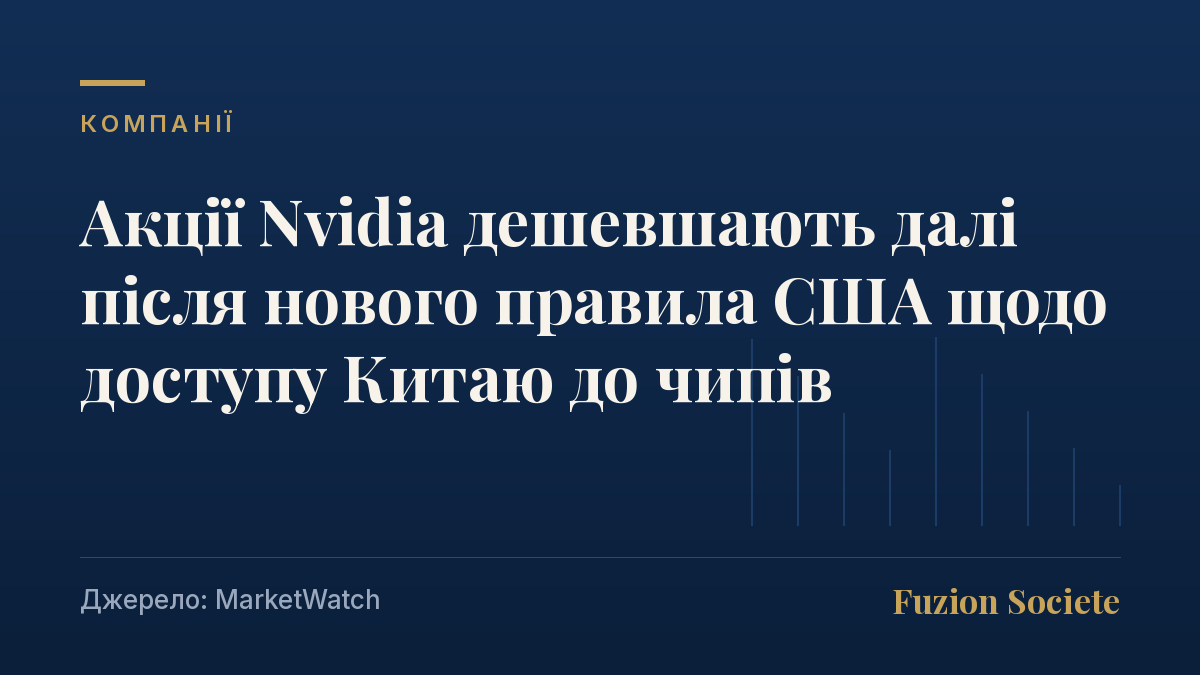 КОМПАНІЇ
Акції Nvidia дешевшають далі
після нового правила США щодо
доступу Китаю до чипів
Джерело: MarketWatch
Fuzion Societe